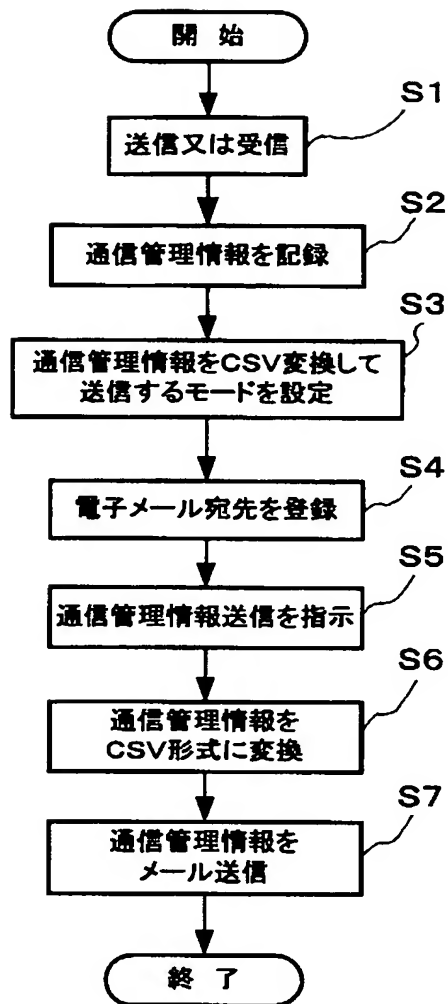 開 始
S1
送信又は受信
S2
通信管理情報を記録
S3
通信管理情報をCSV変換して
送信するモードを設定
S4
電子メール宛先を登録
S5
通信管理情報送信を指示
S6
通信管理情報を
CSV形式に変換
S7
通信管理情報を
メール送信
終 了